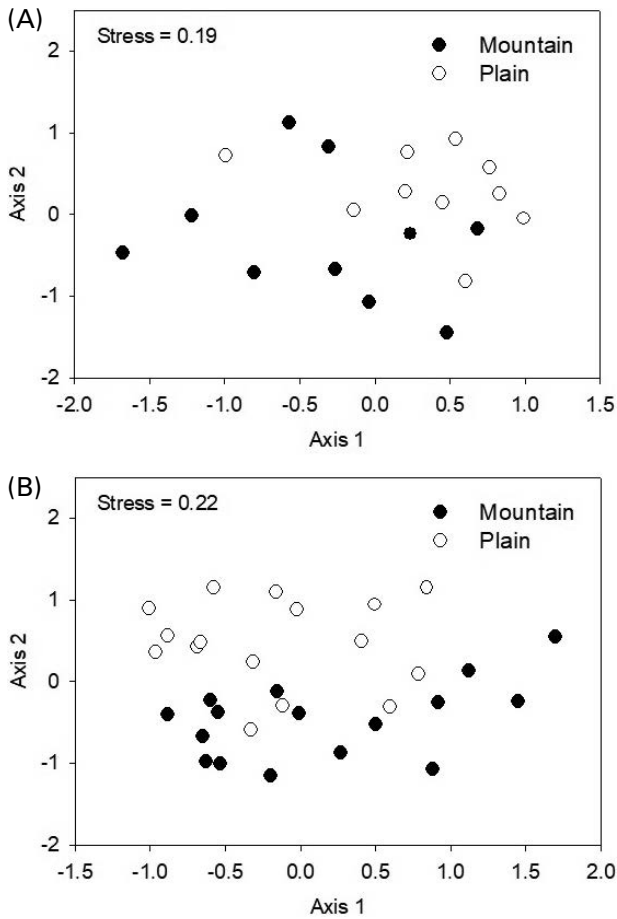 (A)
Stress = 0.19
Mountain
Plain
2
1
0
-1
-2
Axis 2
-2.0 -1.5 -1.0 -0.5 0.0 0.5 1.0 1.5
Axis 1
(B)
Stress = 0.22
Mountain
Plain
2
1
0
-1
-2
Axis 2
-1.5 -1.0 -0.5 0.0 0.5 1.0 1.5 2.0
Axis 1